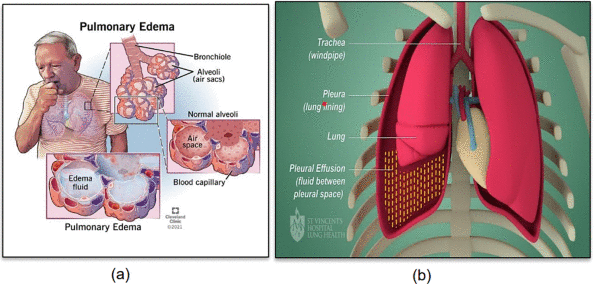 Pulmonary Edema
Bronchiole
Alveoli
(air sacs)
Normal alveoli
Air
space
Edema
fluid
Blood capillary
Pulmonary Edema
Cleveland
Clinic
©2021
(a)
Trachea
(windpipe)
Pleura
(lung lining)
Lung
Pleural Effusion
(fluid between
pleural space)
ST VINCENT'S
HOSPITAL
LUNG HEALTH
(b)